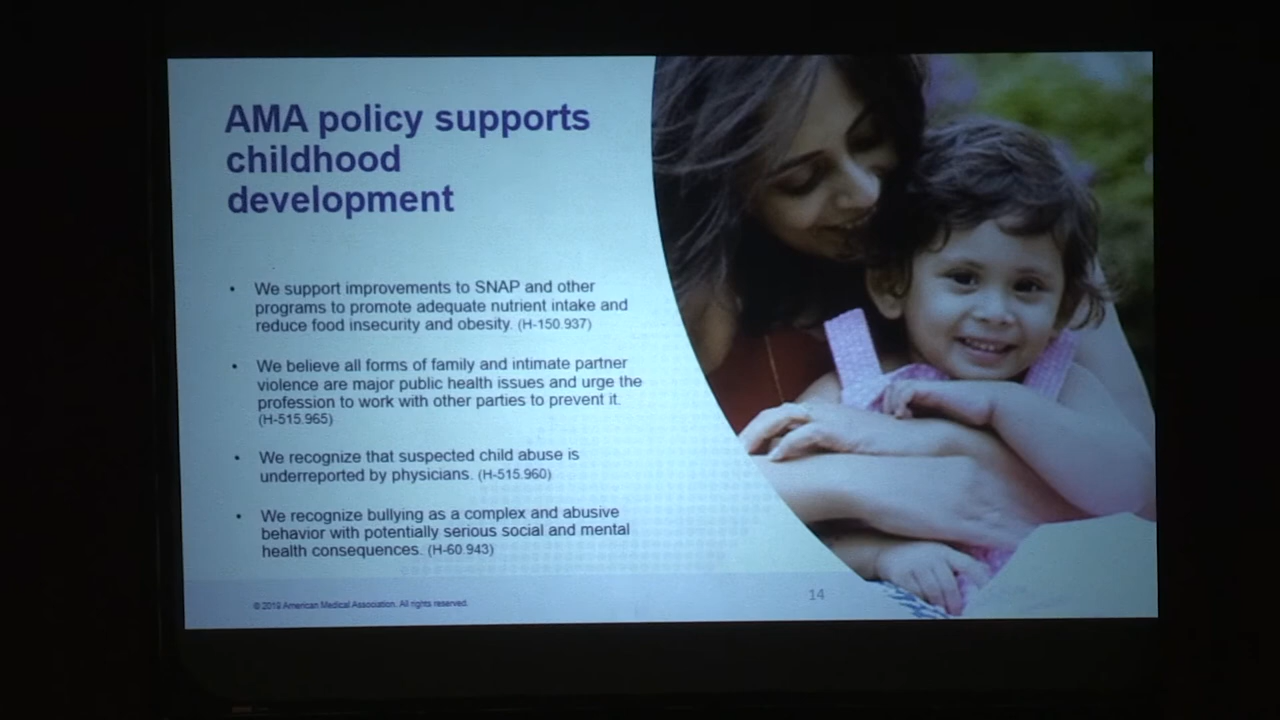 AMA policy supports
childhood
development
• We support improvements to SNAP and other
programs to promote adequate nutrient intake and
reduce food insecurity and obesity. (H-150.937)
• We believe all forms of family and intimate partner
violence are major public health issues and urge the
profession to work with other parties to prevent it.
(H-515.965)
• We recognize that suspected child abuse is
underreported by physicians. (H-515.960)
• We recognize bullying as a complex and abusive
behavior with potentially serious social and mental
health consequences. (H-60.943)
© 2019 American Medical Association. All rights reserved.
14